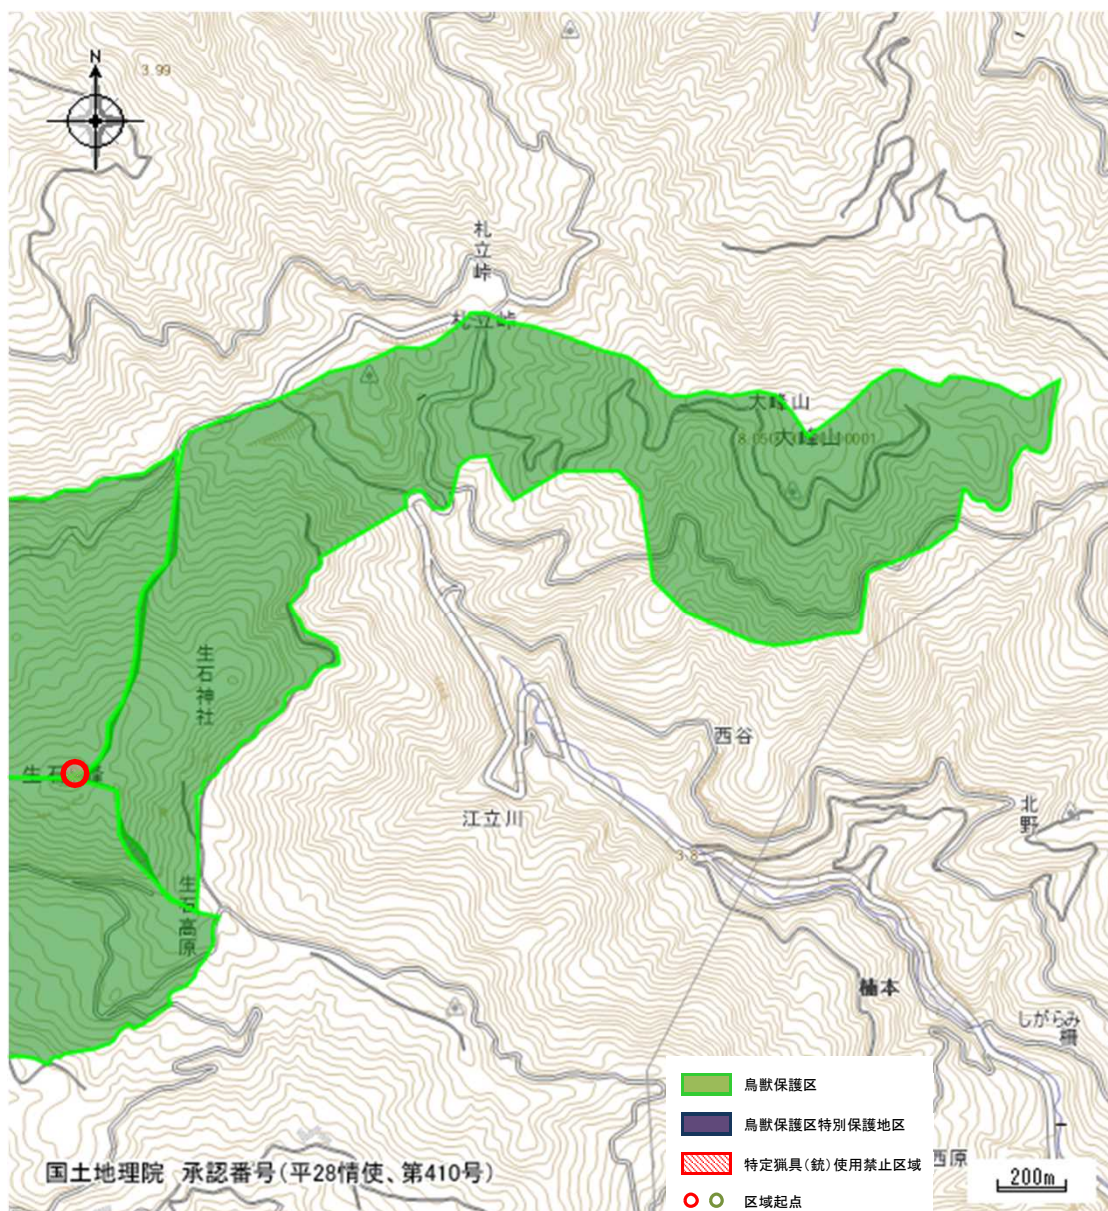 N
3.99
札立峠
札立峠
大峰山
大峰山
生石神社
西谷
江立川
北野
3.8
生石高原
楠本
しがらみ
柵
鳥獣保護区
鳥獣保護区特別保護地区
特定猟具(銃)使用禁止区域
西原
200m
区域起点
国土地理院 承認番号(平28情使、第410号)